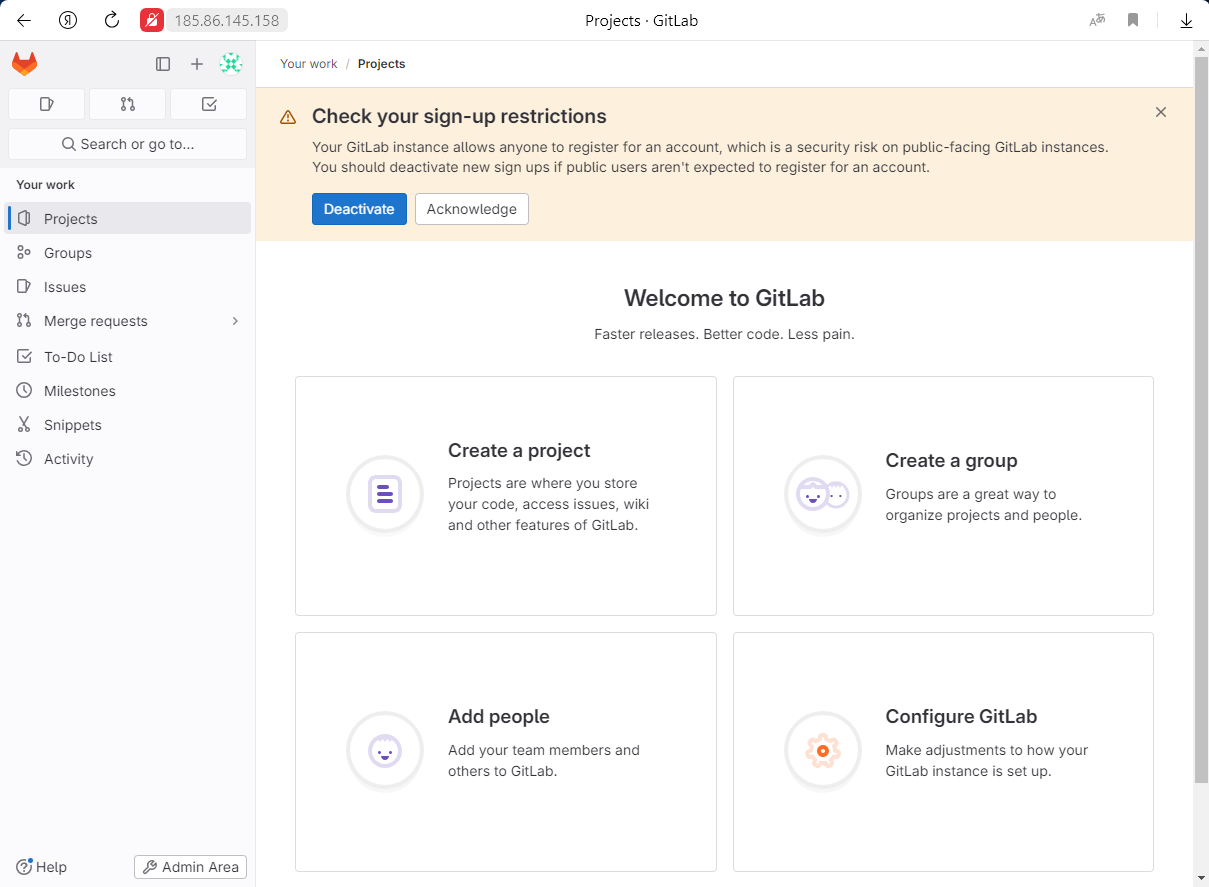 185.86.145.158
Projects · GitLab
Search or go to...
Your work
Projects
Groups
Issues
Merge requests
To-Do List
Milestones
Snippets
Activity
Help
Admin Area
Your work / Projects
Check your sign-up restrictions
Your GitLab instance allows anyone to register for an account, which is a security risk on public-facing GitLab instances.
You should deactivate new sign ups if public users aren't expected to register for an account.
Deactivate
Acknowledge
Welcome to GitLab
Faster releases. Better code. Less pain.
Create a project
Projects are where you store
your code, access issues, wiki
and other features of GitLab.
Create a group
Groups are a great way to
organize projects and people.
Add people
Add your team members and
others to GitLab.
Configure GitLab
Make adjustments to how your
GitLab instance is set up.